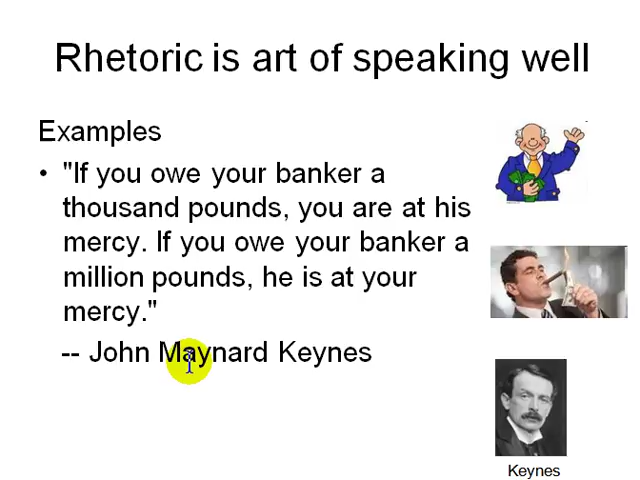 Rhetoric is art of speaking well
Examples
• "If you owe your banker a
thousand pounds, you are at his
mercy. If you owe your banker a
million pounds, he is at your
mercy."
-- John Maynard Keynes
Keynes